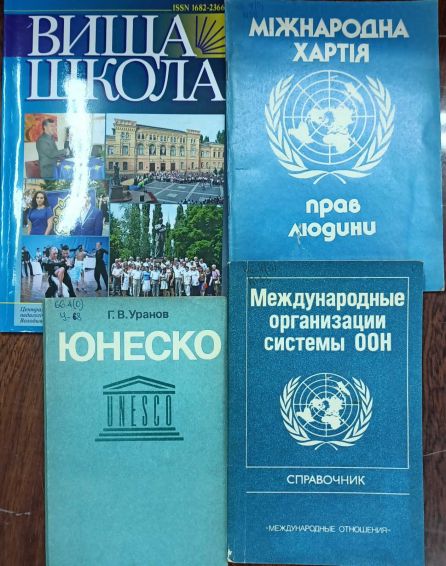 ISSN 1682-2366
ВИЩА
ШКОЛА
МІЖНАРОДНА
ХАРТІЯ
прав
людини
Г. В. Уранов
ЮНЕСКО
UNESCO
Международные
организации
системы ООН
СПРАВОЧНИК
«МЕЖДУНАРОДНЫЕ ОТНОШЕНИЯ»